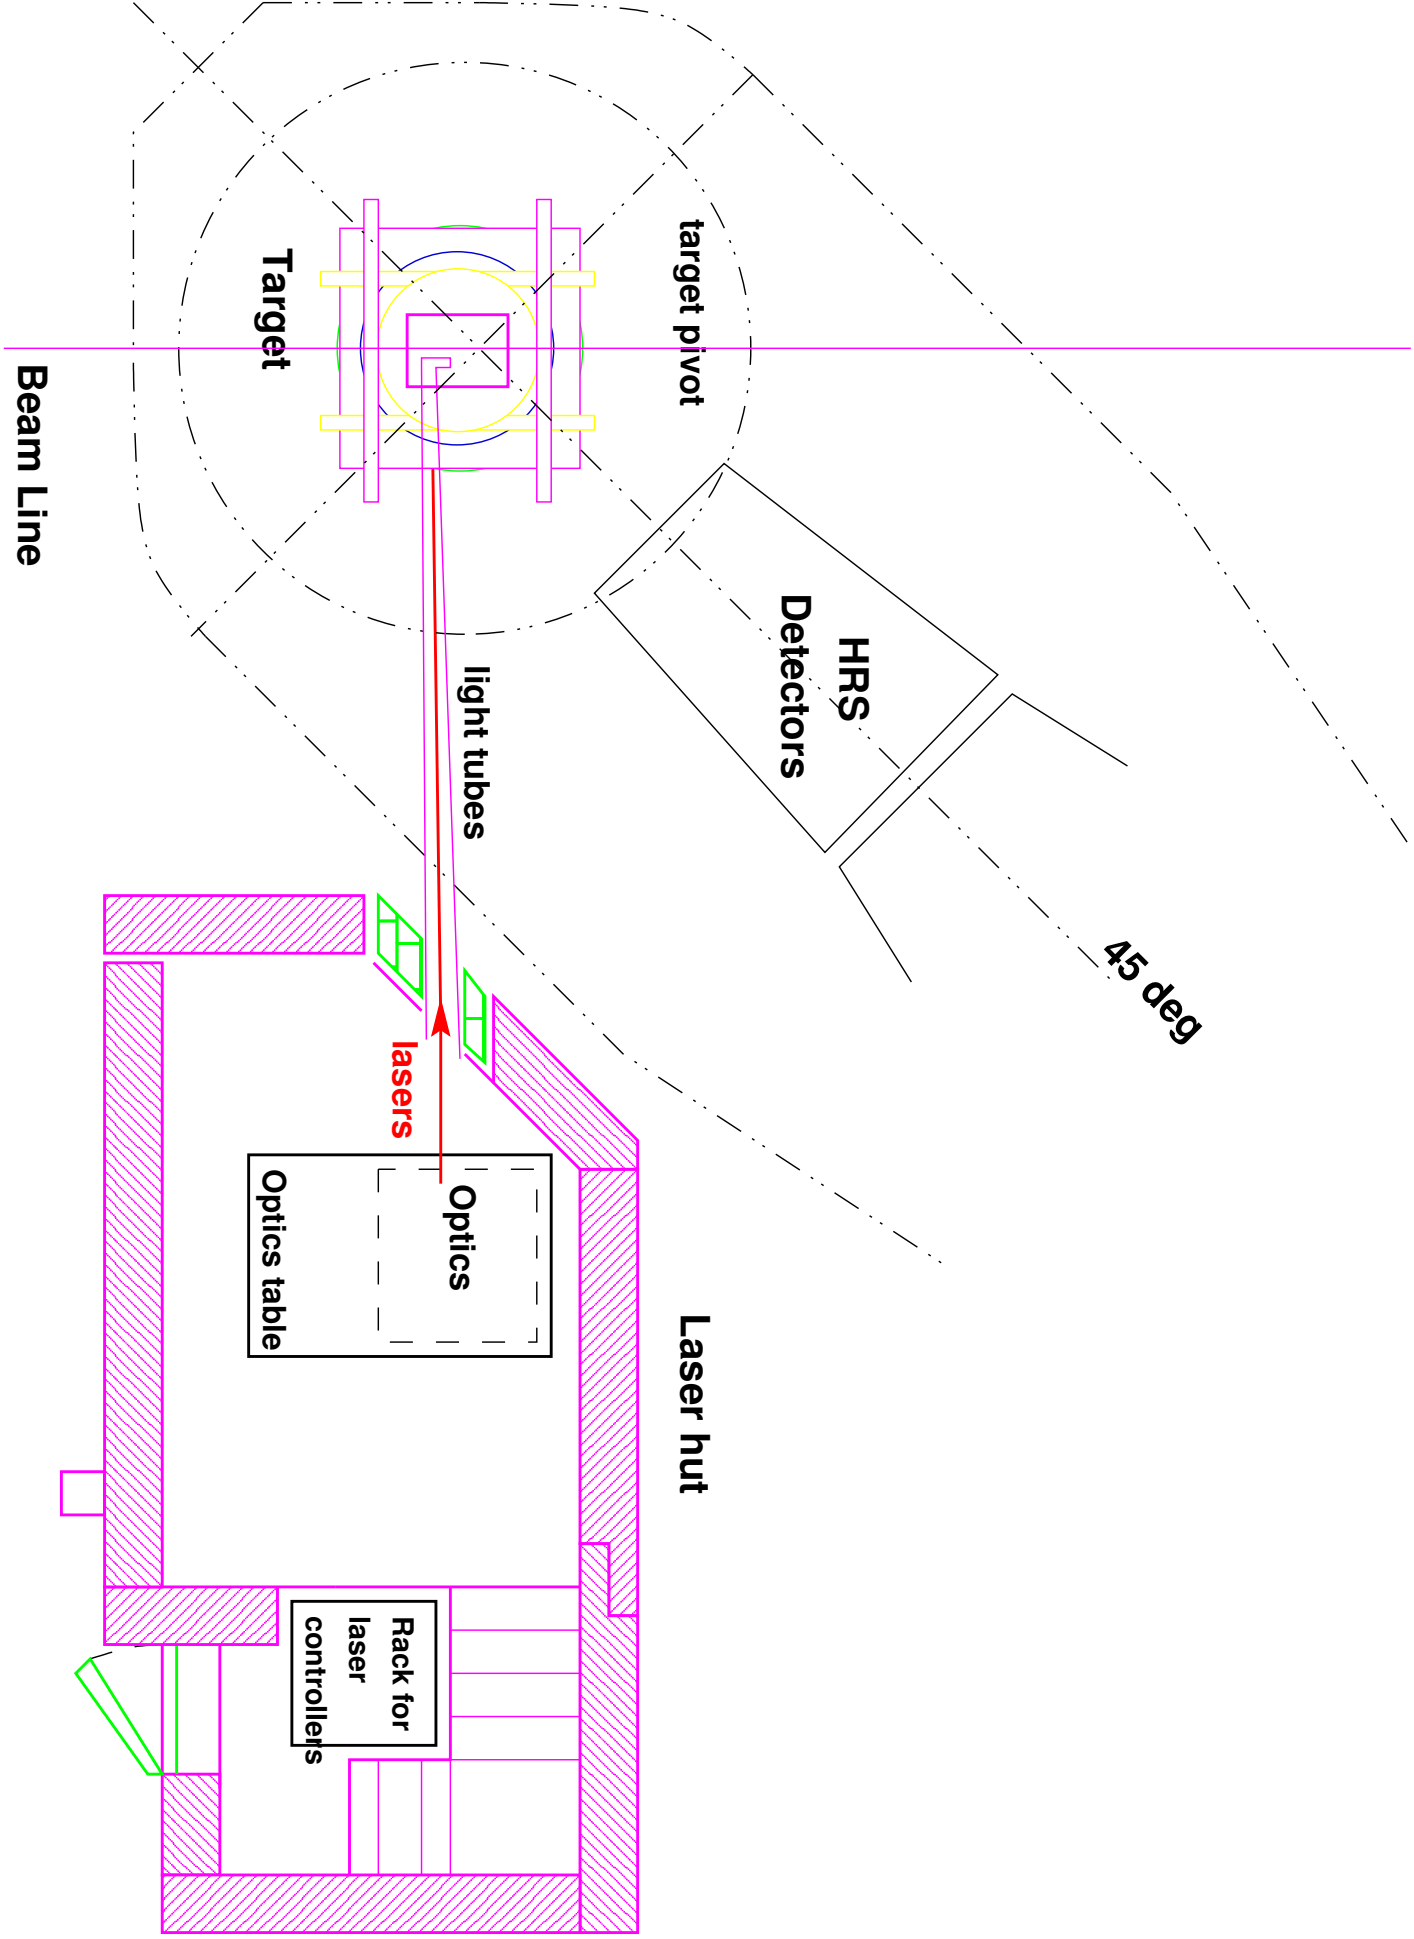 Beam Line
Target
target pivot
HRS
Detectors
45 deg
light tubes
lasers
Optics
Optics table
Laser hut
Rack for
laser
controllers